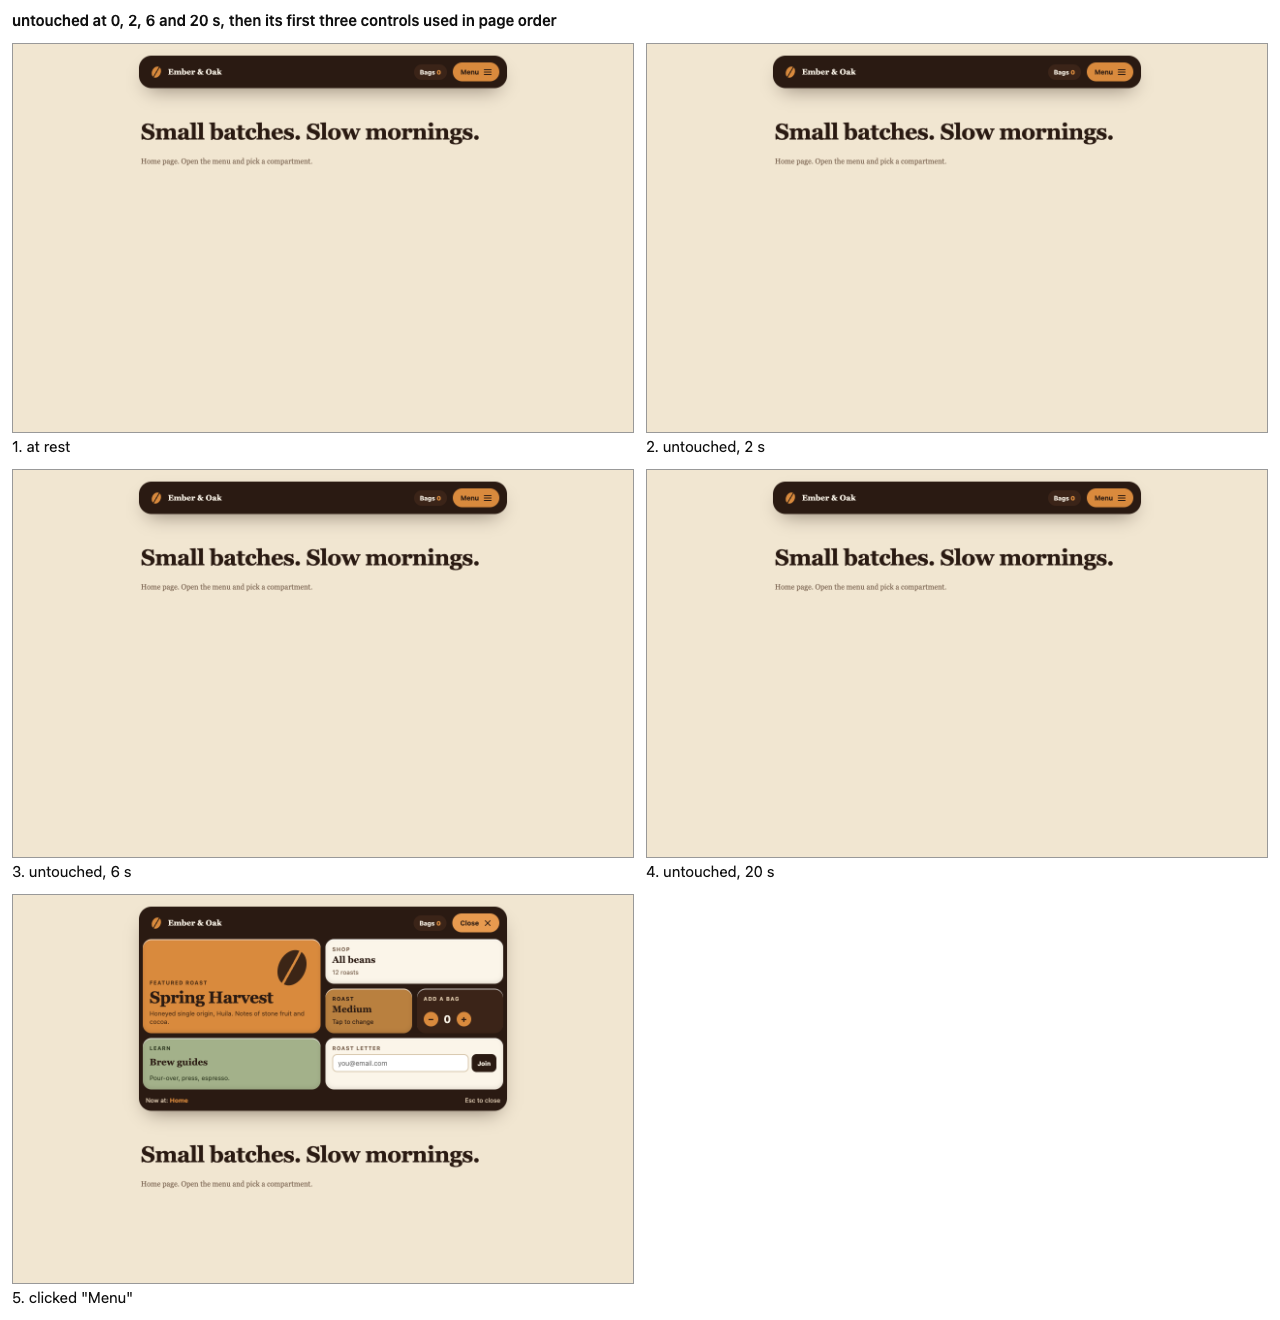 untouched at 0, 2, 6 and 20 s, then its first three controls used in page order
Ember & Oak
Bags 0
Menu
Small batches. Slow mornings.
Home page. Open the menu and pick a compartment.
1. at rest
Ember & Oak
Bags 0
Menu
Small batches. Slow mornings.
Home page. Open the menu and pick a compartment.
2. untouched, 2 s
Ember & Oak
Bags 0
Menu
Small batches. Slow mornings.
Home page. Open the menu and pick a compartment.
3. untouched, 6 s
Ember & Oak
Bags 0
Menu
Small batches. Slow mornings.
Home page. Open the menu and pick a compartment.
4. untouched, 20 s
Ember & Oak
Bags 0
Close
FEATURED ROAST
Spring Harvest
Honeyed single origin, Huila. Notes of stone fruit and
cocoa.
SHOP
All beans
12 roasts
ROAST
Medium
Tap to change
ADD A BAG
− 0 +
LEARN
Brew guides
Pour-over, press, espresso.
ROAST LETTER
you@email.com
Join
Now at: Home
Esc to close
Small batches. Slow mornings.
Home page. Open the menu and pick a compartment.
5. clicked "Menu"